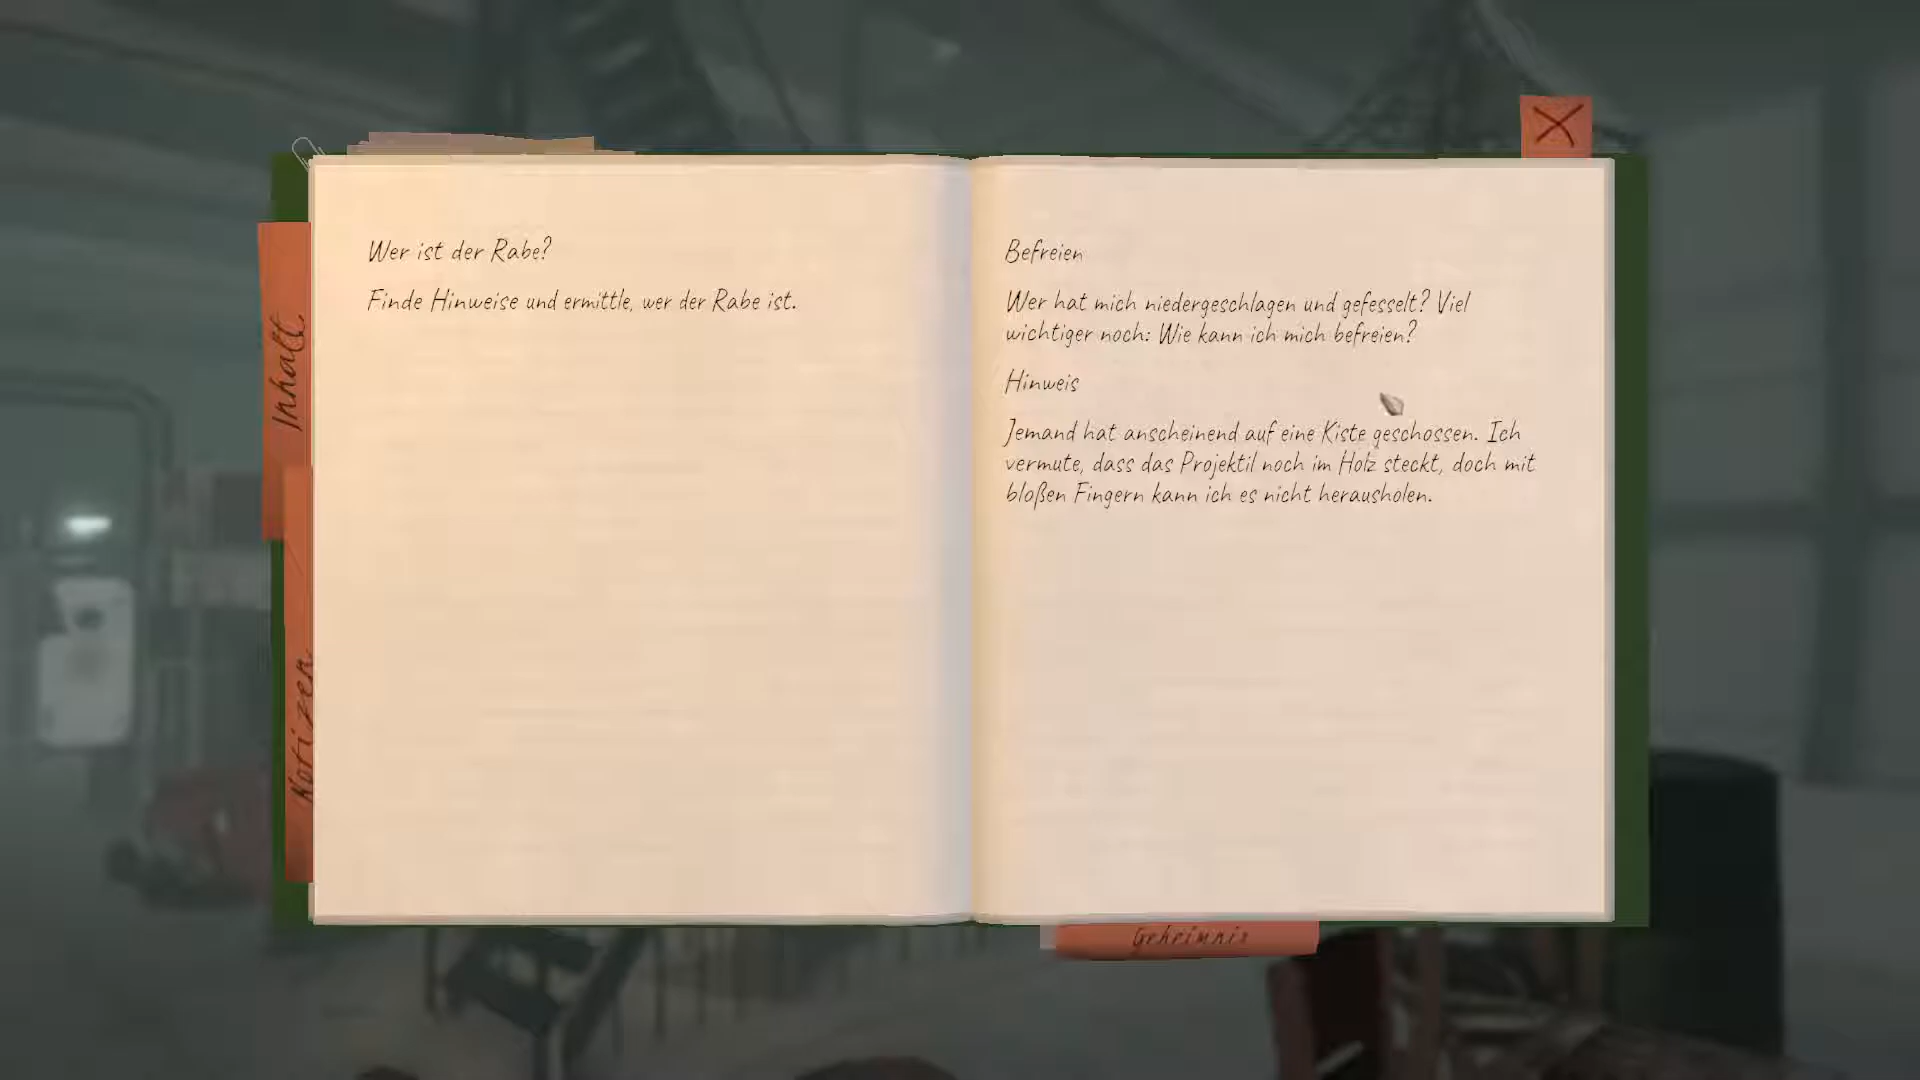 Wer ist der Rabe?
Finde Hinweise und ermittle, wer der Rabe ist.
Befreien
Wer hat mich niedergeschlagen und gefesselt? Viel
wichtiger noch: Wie kann ich mich befreien?
Hinweis
Jemand hat anscheinend auf eine Kiste geschossen. Ich
vermute, dass das Projektil noch im Holz steckt, doch mit
bloßen Fingern kann ich es nicht herausholen.
Inhalt
Notizen
Geheimnis